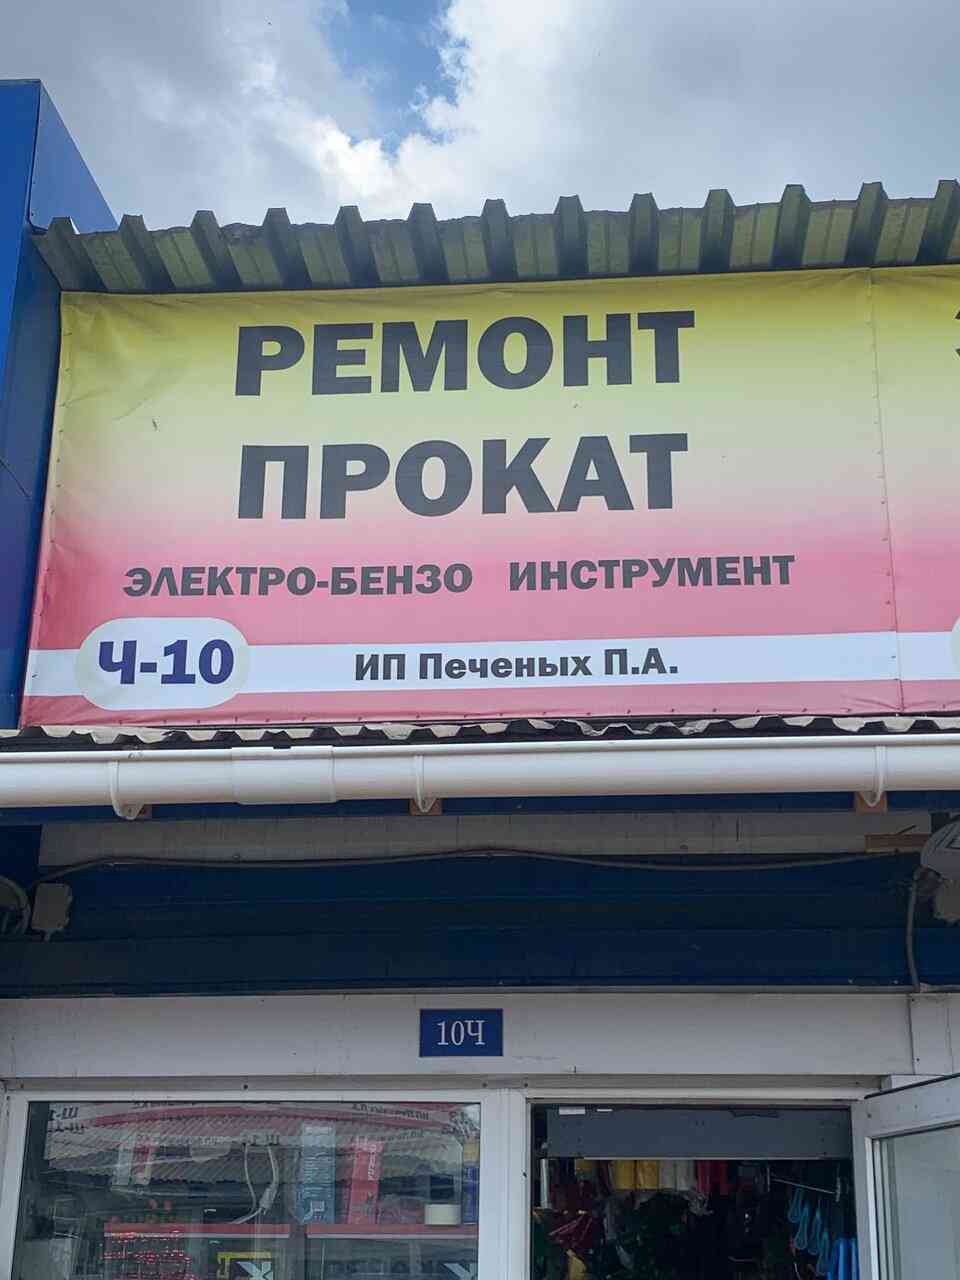 РЕМОНТ
ПРОКАТ
ЭЛЕКТРО-БЕНЗО ИНСТРУМЕНТ
Ч-10
ИП Печеных П.А.
10Ч